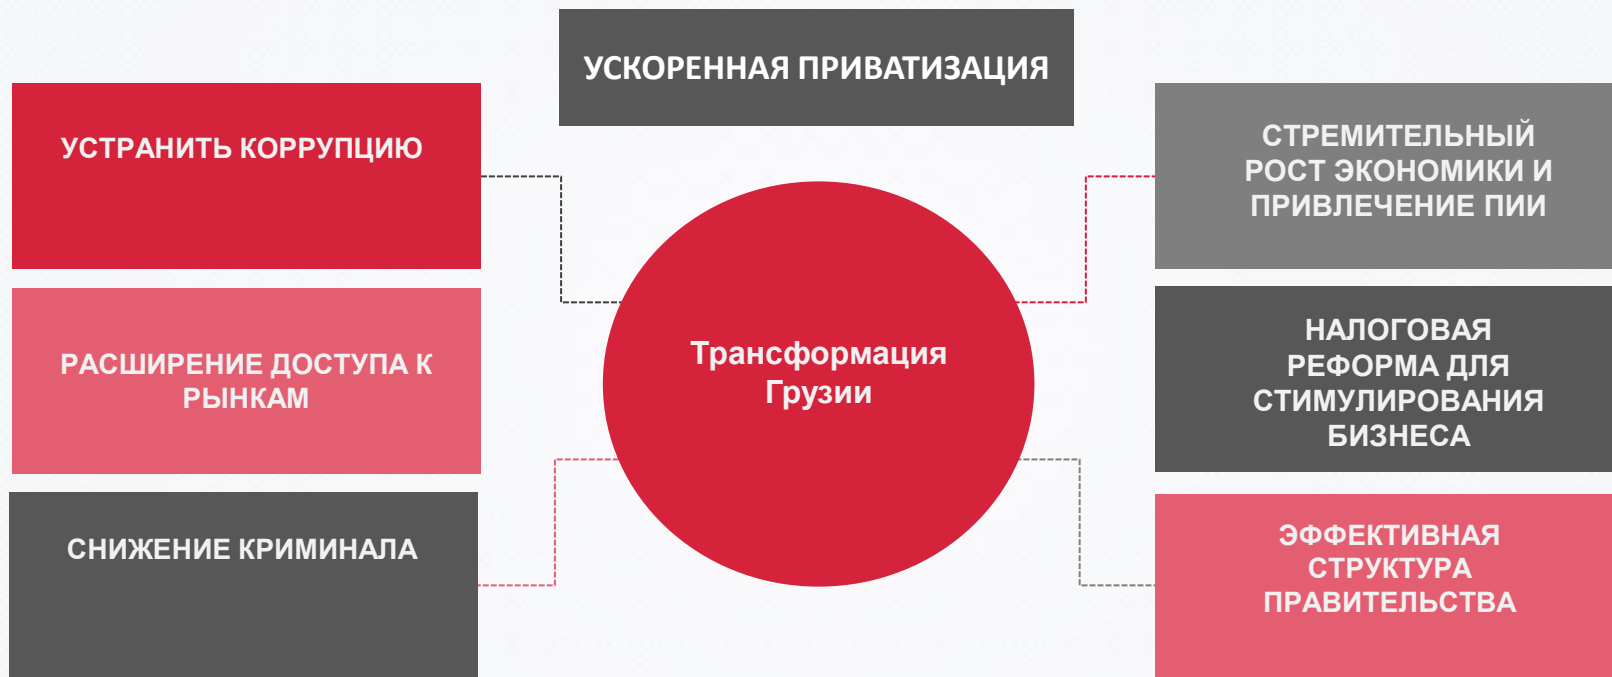 УСКОРЕННАЯ ПРИВАТИЗАЦИЯ
УСТРАНИТЬ КОРРУПЦИЮ
РАСШИРЕНИЕ ДОСТУПА К
РЫНКАМ
СНИЖЕНИЕ КРИМИНАЛА
Трансформация
Грузии
СТРЕМИТЕЛЬНЫЙ
РОСТ ЭКОНОМИКИ И
ПРИВЛЕЧЕНИЕ ПИИ
НАЛОГОВАЯ
РЕФОРМА ДЛЯ
СТИМУЛИРОВАНИЯ
БИЗНЕСА
ЭФФЕКТИВНАЯ
СТРУКТУРА
ПРАВИТЕЛЬСТВА